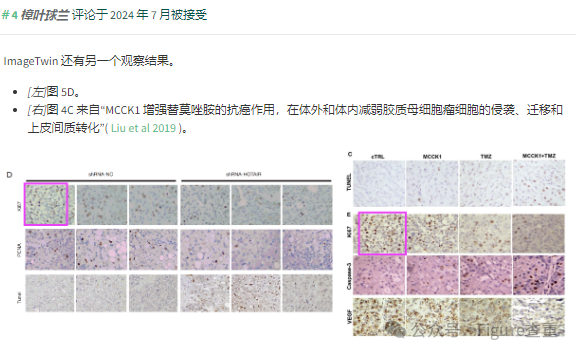 #4 樟叶球兰 评论于 2024 年 7 月被接受
ImageTwin 还有另一个观察结果。
[左]图 5D。
[右]图 4C 来自“MCCK1 增强替莫唑胺的抗癌作用，在体外和体内减弱胶质母细胞瘤细胞的侵袭、迁移和
上皮间质转化”( Liu et al 2019 )。
D
shRNA-NC
shRNA-HOTAIR
Ki67
PCNA
Tunel
C
cTRL
MCCK1
TMZ
MCCK1+TMZ
TUNEL
E
Ki67
Caspase-3
VEGF
公众号 · Figure查重